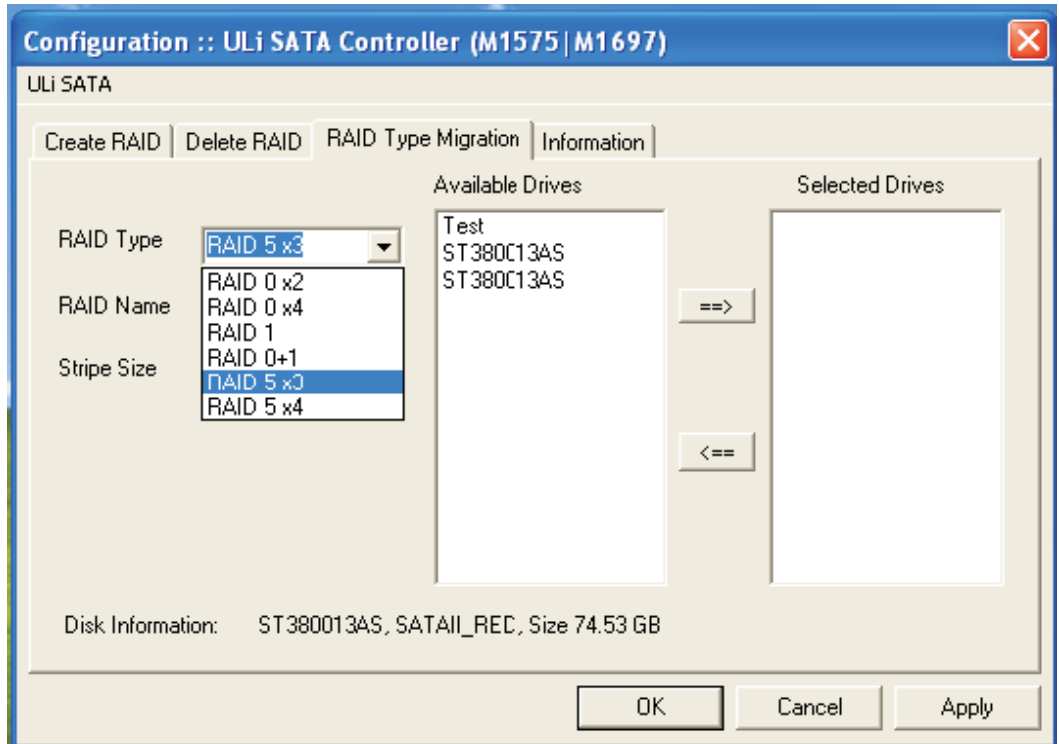 Configuration :: ULi SATA Controller (M1575|M1697)
ULi SATA
Create RAID
Delete RAID
RAID Type Migration
Information
Available Drives
Selected Drives
RAID Type
RAID 5 x3
RAID 0 x2
RAID 0 x4
RAID 1
RAID 0+1
RAID 5 x3
RAID 5 x4
RAID Name
Stripe Size
Test
ST380013AS
ST380013AS
==>
<==
Disk Information:
ST380013AS, SATAII_RED, Size 74.53 GB
OK
Cancel
Apply